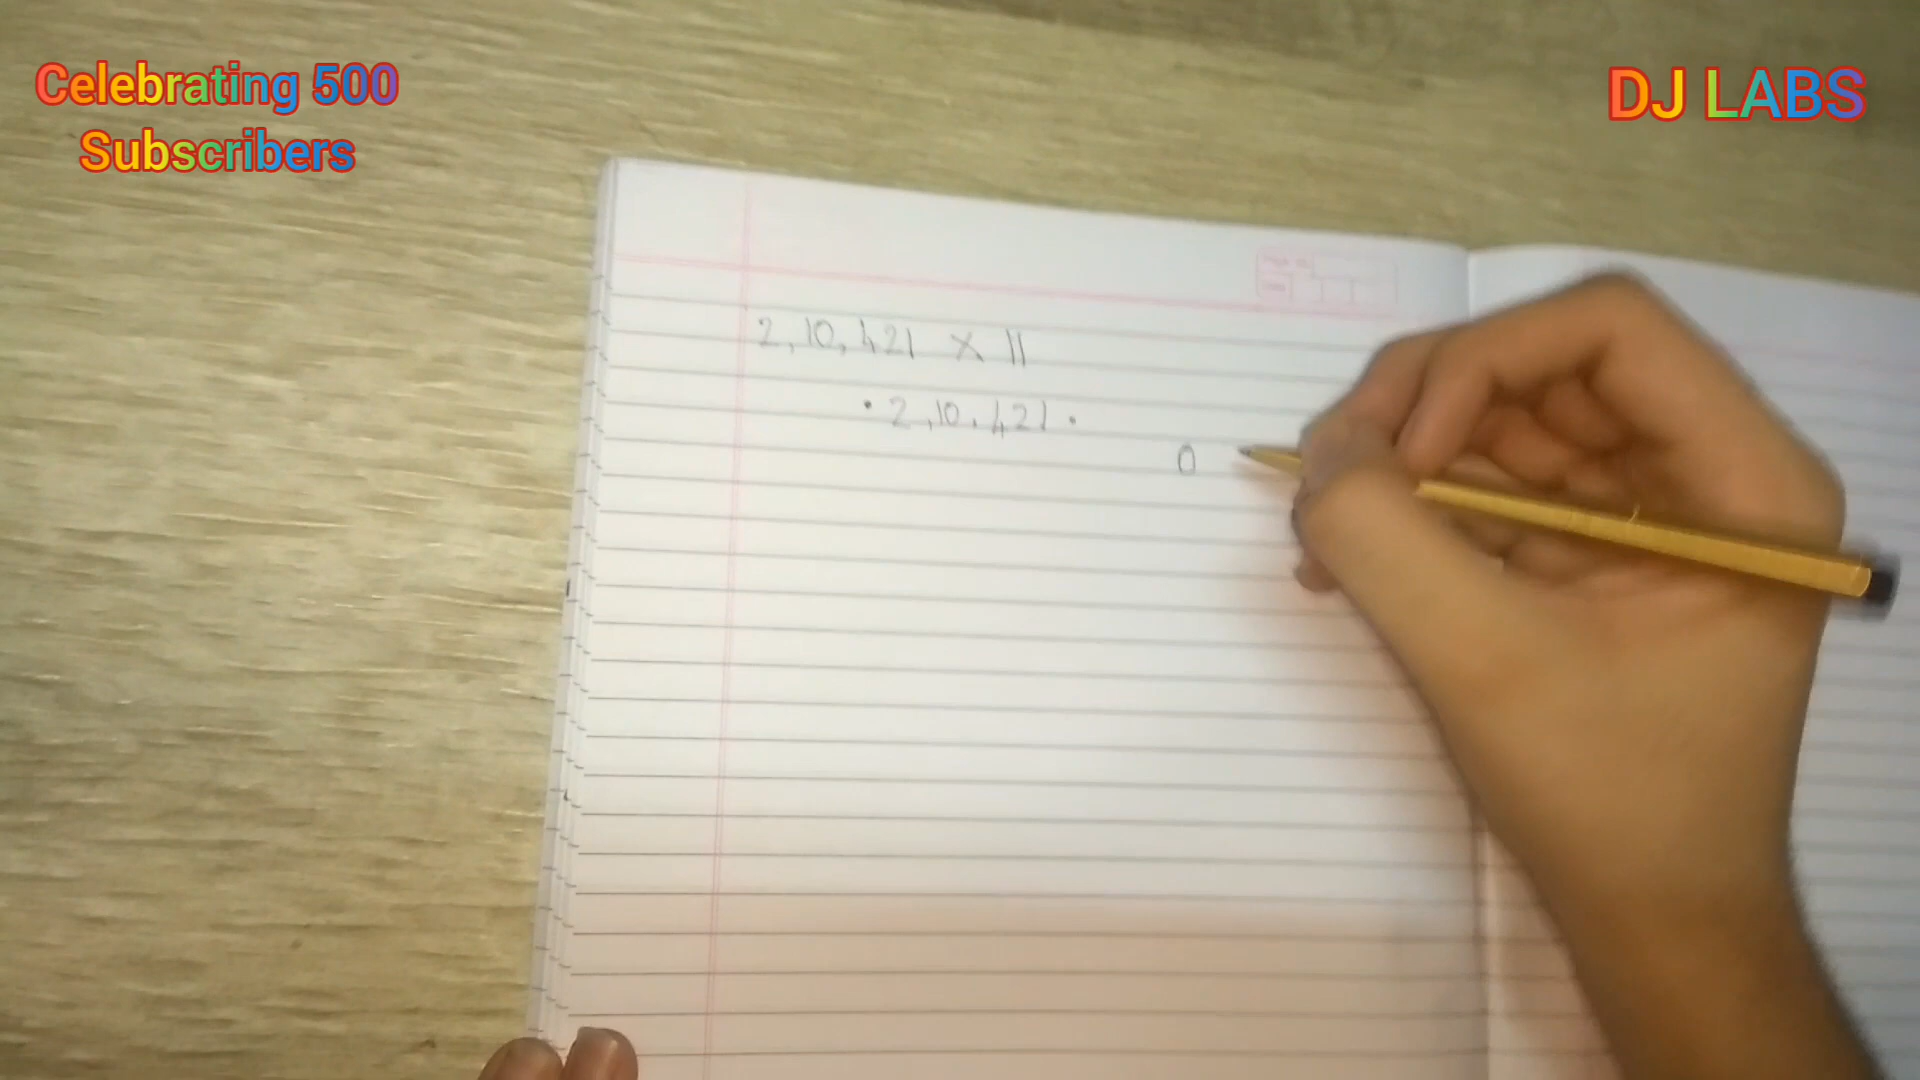 Celebrating 500
Subscribers
DJ LABS
2,10,421 X 11
• 2,10,421 •
0